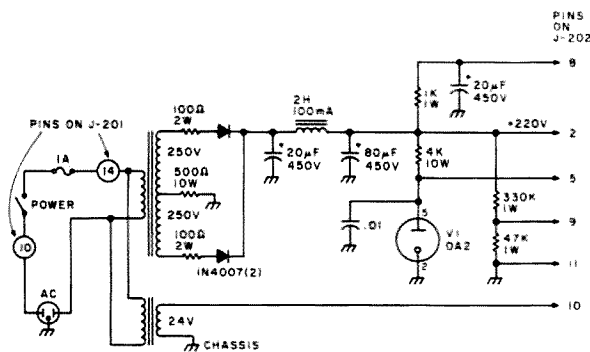 PINS
ON
J-202
8
1K
1W
20μF
450V
100Ω
2W
2H
100mA
PINS ON J-201
+220V
2
1A
14
250V
20μF
450V
80μF
450V
4K
10W
500Ω
10W
5
POWER
330K
1W
250V
.01
5
V1
0A2
2
9
10
100Ω
2W
47K
1W
1N4007(2)
11
AC
10
24V
CHASSIS